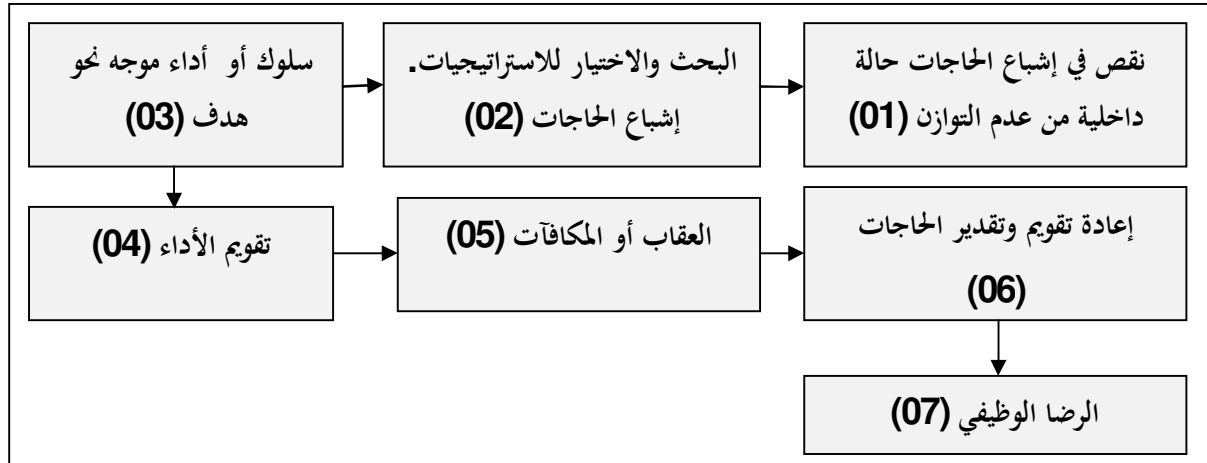 نقص في إشباع الحاجات حالة
داخلية من عدم التوازن (01)
البحث والاختيار للاستراتيجيات.
إشباع الحاجات (02)
سلوك أو أداء موجه نحو
هدف (03)
تقويم الأداء (04)
العقاب أو المكافآت (05)
إعادة تقويم وتقدير الحاجات
(06)
الرضا الوظيفي (07)